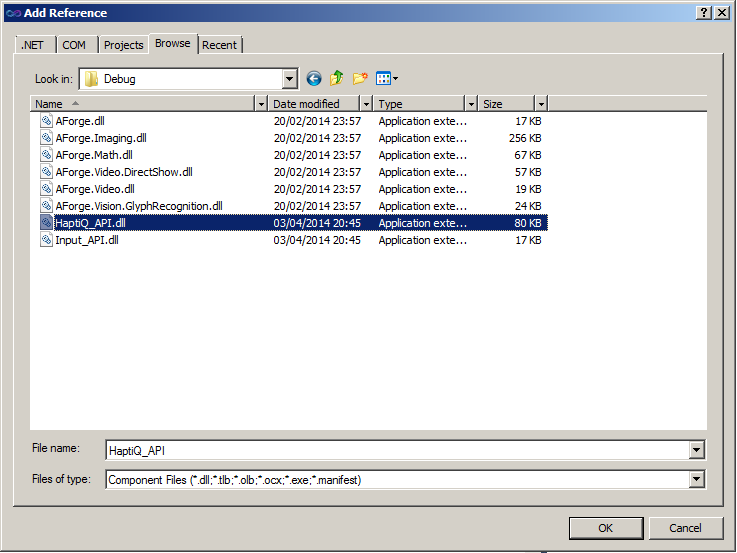 Add Reference
.NET COM Projects Browse Recent
Look in: Debug
Name Date modified Type Size
AForge.dll 20/02/2014 23:57 Application exte... 17 KB
AForge.Imaging.dll 20/02/2014 23:57 Application exte... 256 KB
AForge.Math.dll 20/02/2014 23:57 Application exte... 67 KB
AForge.Video.DirectShow.dll 20/02/2014 23:57 Application exte... 57 KB
AForge.Video.dll 20/02/2014 23:57 Application exte... 19 KB
AForge.Vision.GlyphRecognition.dll 20/02/2014 23:57 Application exte... 24 KB
HaptiQ_API.dll 03/04/2014 20:45 Application exte... 80 KB
Input_API.dll 03/04/2014 20:45 Application exte... 17 KB
File name: HaptiQ_API
Files of type: Component Files (*.dll;*.tlb;*.olb;*.ocx;*.exe;*.manifest)
OK Cancel